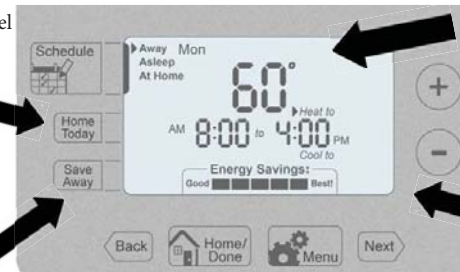 el
Schedule
Away Mon
Asleep
At Home
60°
Heat to
AM 8:00 to 4:00 PM
Cool to
Home
Today
Save
Away
Energy Savings:
Good Best!
+
-
Back
Home/
Done
Menu
Next